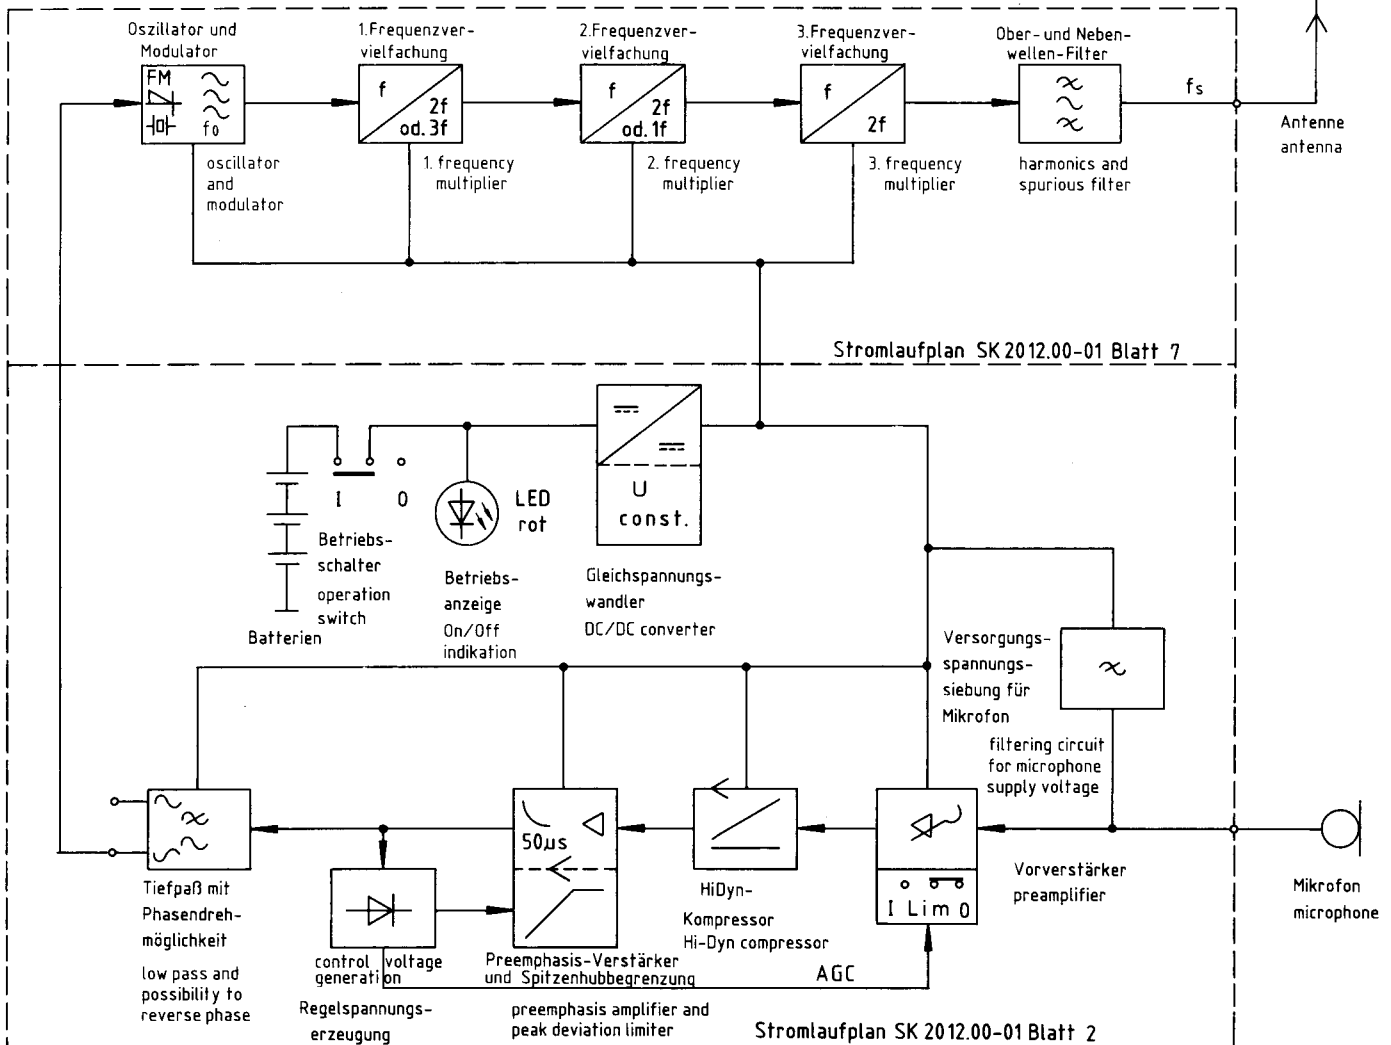 Oszillator und
Modulator
FM
f0
oscillator
and
modulator
1.Frequenzver-
vielfachung
f
2f
od.3f
1. frequency
multiplier
2.Frequenzver-
vielfachung
f
2f
od.1f
2. frequency
multiplier
3.Frequenzver-
vielfachung
f
2f
3. frequency
multiplier
Ober- und Neben-
wellen-Filter
harmonics and
spurious filter
fs
Antenne
antenna
Stromlaufplan SK 2012.00-01 Blatt 7
I O
Betriebs-
schalter
operation
switch
Batterien
LED
rot
Betriebs-
anzeige
On/Off
indikation
U
const.
Gleichspannungs-
wandler
DC/DC converter
Versorgungs-
spannungs-
siebung für
Mikrofon
filtering circuit
for microphone
supply voltage
Tiefpaß mit
Phasendreh-
möglichkeit
low pass and
possibility to
reverse phase
control voltage
generation
Regelspannungs-
erzeugung
50µs
Preemphasis-Verstärker
und Spitzenhubbegrenzung
preemphasis amplifier and
peak deviation limiter
HiDyn-
Kompressor
Hi-Dyn compressor
I Lim O
AGC
Vorverstärker
preamplifier
Mikrofon
microphone
Stromlaufplan SK 2012.00-01 Blatt 2